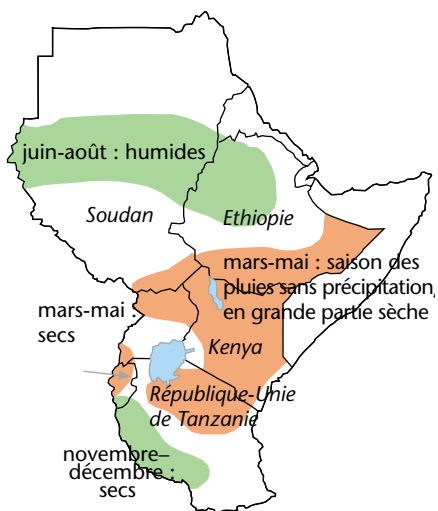 juin-août : humides
Soudan
Ethiopie
mars-mai : saison des
pluies sans précipitation,
en grande partie sèche
mars-mai :
secs
Kenya
République-Unie
de Tanzanie
novembre–
décembre :
secs